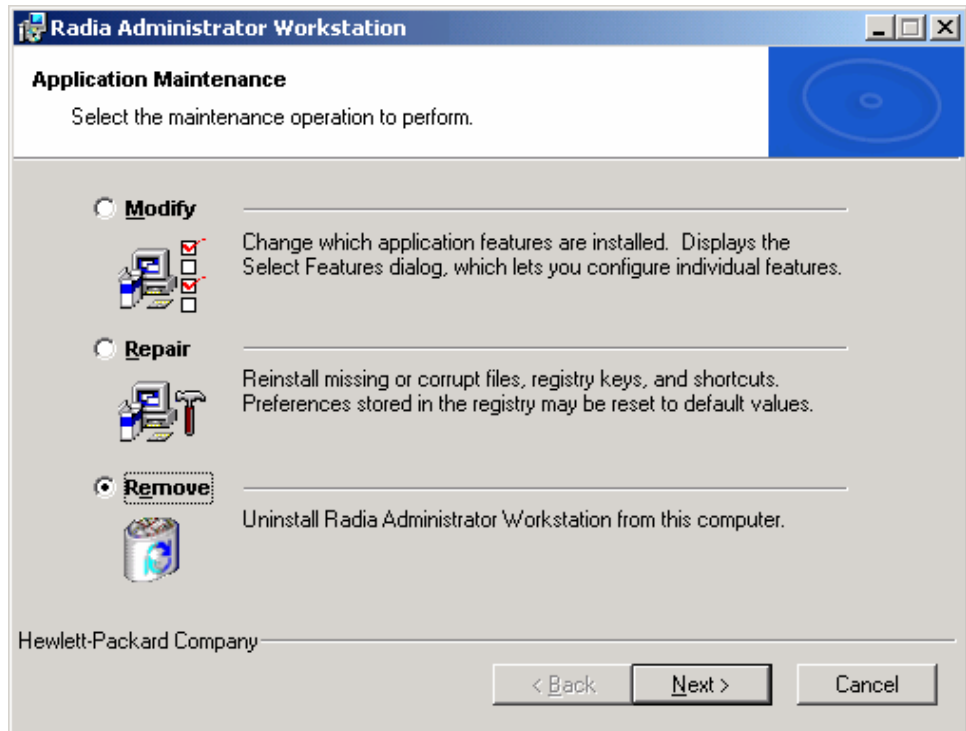 Radia Administrator Workstation
Application Maintenance
Select the maintenance operation to perform.
Modify
Change which application features are installed. Displays the
Select Features dialog, which lets you configure individual features.
Repair
Reinstall missing or corrupt files, registry keys, and shortcuts.
Preferences stored in the registry may be reset to default values.
Remove
Uninstall Radia Administrator Workstation from this computer.
Hewlett-Packard Company
< Back
Next >
Cancel